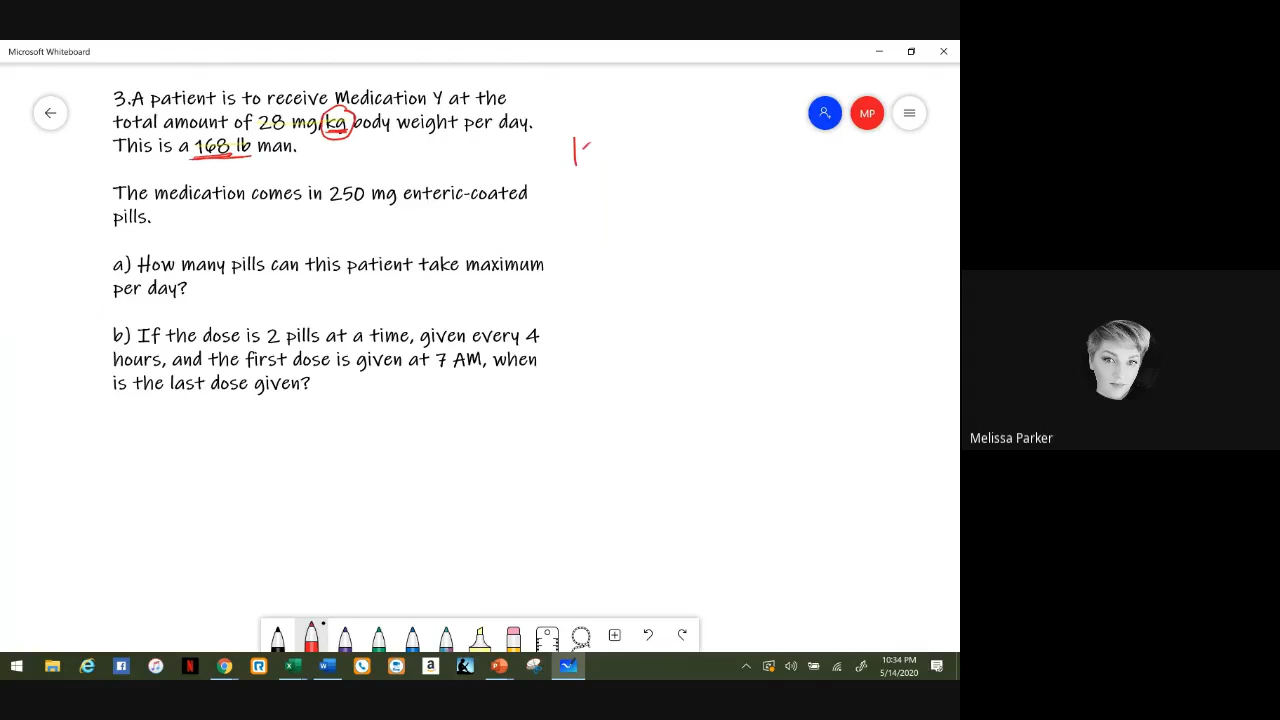 Microsoft Whiteboard
3.A patient is to receive Medication Y at the
total amount of 28 mg/kg body weight per day.
This is a 168 lb man.
MP
The medication comes in 250 mg enteric-coated
pills.
a) How many pills can this patient take maximum
per day?
b) If the dose is 2 pills at a time, given every 4
hours, and the first dose is given at 7 AM, when
is the last dose given?
Melissa Parker
10:34 PM
5/14/2020